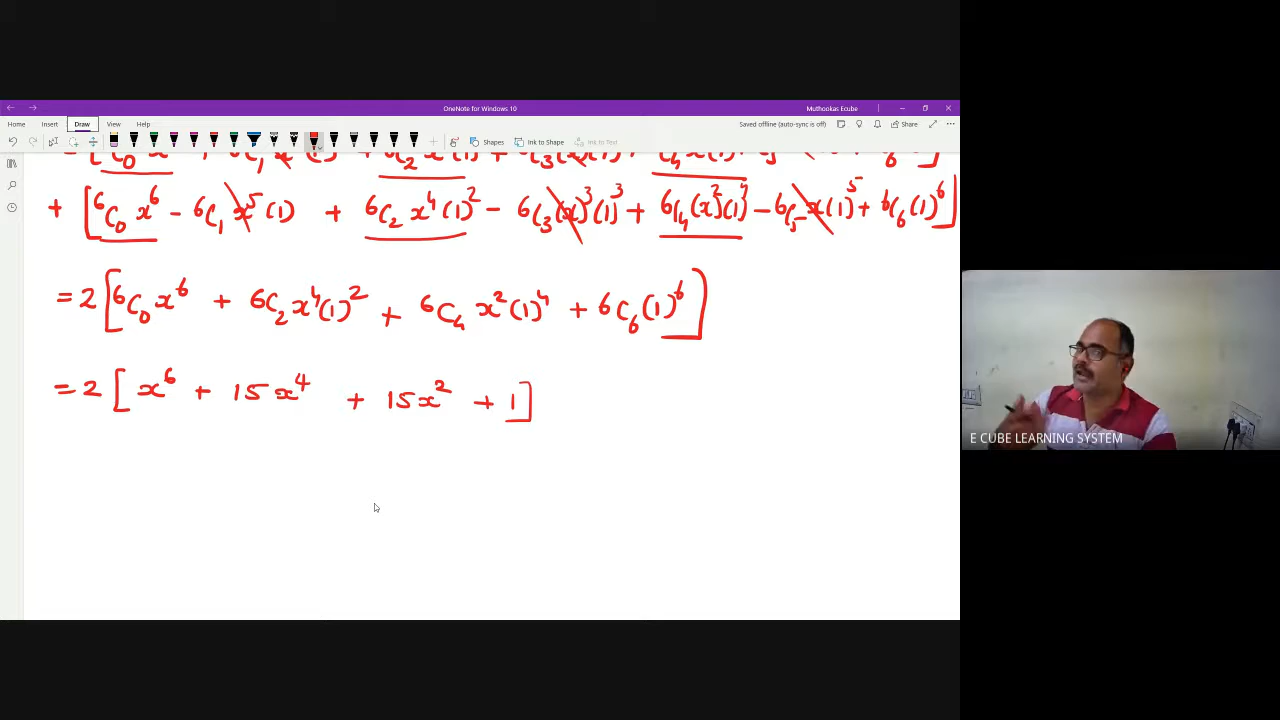 OneNote for Windows 10
Muthookas Ecube
Home Insert Draw View Help
Saved offline (auto-sync is off)
Share
Shapes
Ink to Shape
Ink to Text
+ [⁶C₀ x⁶ - 6C₁ x⁵ (1) + 6C₂ x⁴ (1)² - 6C₃ (x)³ (1)³ + 6C₄ (x²)(1)⁴ - 6C₅ x (1)⁵ + ⁶C₆ (1)⁶]
= 2 [⁶C₀ x⁶ + 6C₂ x⁴ (1)² + 6C₄ x² (1)⁴ + 6C₆ (1)⁶]
= 2 [x⁶ + 15x⁴ + 15x² + 1]
E CUBE LEARNING SYSTEM